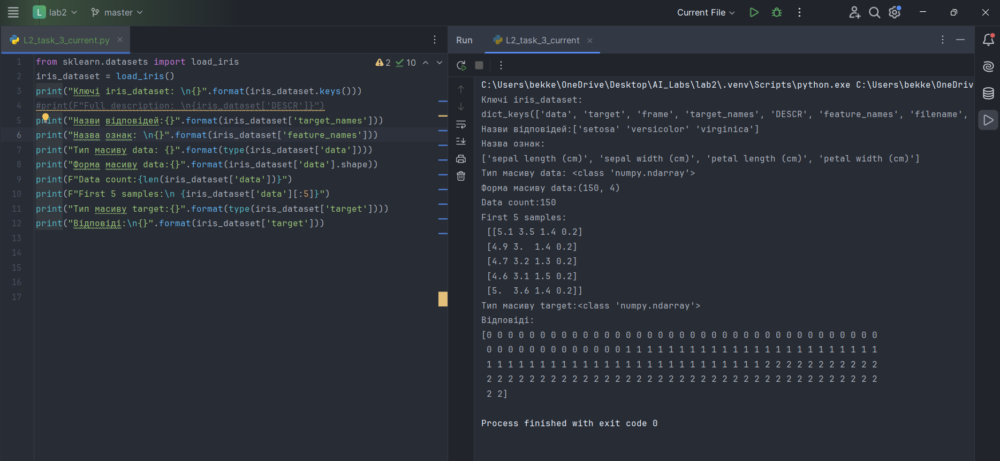 L lab2 master Current File
L2_task_3_current.py
Run L2_task_3_current
2 10
1 from sklearn.datasets import load_iris
2 iris_dataset = load_iris()
3 print("Ключі iris_dataset: \n{}".format(iris_dataset.keys()))
4 #print(F"Full description: \n{iris_dataset['DESCR']}")
5 print("Назви відповідей:{}".format(iris_dataset['target_names']))
6 print("Назва ознак: \n{}".format(iris_dataset['feature_names']))
7 print("Тип масиву data: {}".format(type(iris_dataset['data'])))
8 print("Форма масиву data:{}".format(iris_dataset['data'].shape))
9 print(F"Data count:{len(iris_dataset['data'])}")
10 print(F"First 5 samples:\n {iris_dataset['data'][:5]}")
11 print("Тип масиву target:{}".format(type(iris_dataset['target'])))
12 print("Відповіді:\n{}".format(iris_dataset['target']))
13
14
15
16
17
C:\Users\bekke\OneDrive\Desktop\AI_Labs\lab2\.venv\Scripts\python.exe C:\Users\bekke\OneDriv
Ключі iris_dataset:
dict_keys(['data', 'target', 'frame', 'target_names', 'DESCR', 'feature_names', 'filename',
Назви відповідей:['setosa' 'versicolor' 'virginica']
Назва ознак:
['sepal length (cm)', 'sepal width (cm)', 'petal length (cm)', 'petal width (cm)']
Тип масиву data: <class 'numpy.ndarray'>
Форма масиву data:(150, 4)
Data count:150
First 5 samples:
[[5.1 3.5 1.4 0.2]
[4.9 3.  1.4 0.2]
[4.7 3.2 1.3 0.2]
[4.6 3.1 1.5 0.2]
[5.  3.6 1.4 0.2]]
Тип масиву target:<class 'numpy.ndarray'>
Відповіді:
[0 0 0 0 0 0 0 0 0 0 0 0 0 0 0 0 0 0 0 0 0 0 0 0 0 0 0 0 0 0 0 0 0 0 0 0 0
0 0 0 0 0 0 0 0 0 0 0 0 0 1 1 1 1 1 1 1 1 1 1 1 1 1 1 1 1 1 1 1 1 1 1 1 1
1 1 1 1 1 1 1 1 1 1 1 1 1 1 1 1 1 1 1 1 1 1 1 1 1 1 2 2 2 2 2 2 2 2 2 2 2
2 2 2 2 2 2 2 2 2 2 2 2 2 2 2 2 2 2 2 2 2 2 2 2 2 2 2 2 2 2 2 2 2 2 2 2 2
2 2]
Process finished with exit code 0